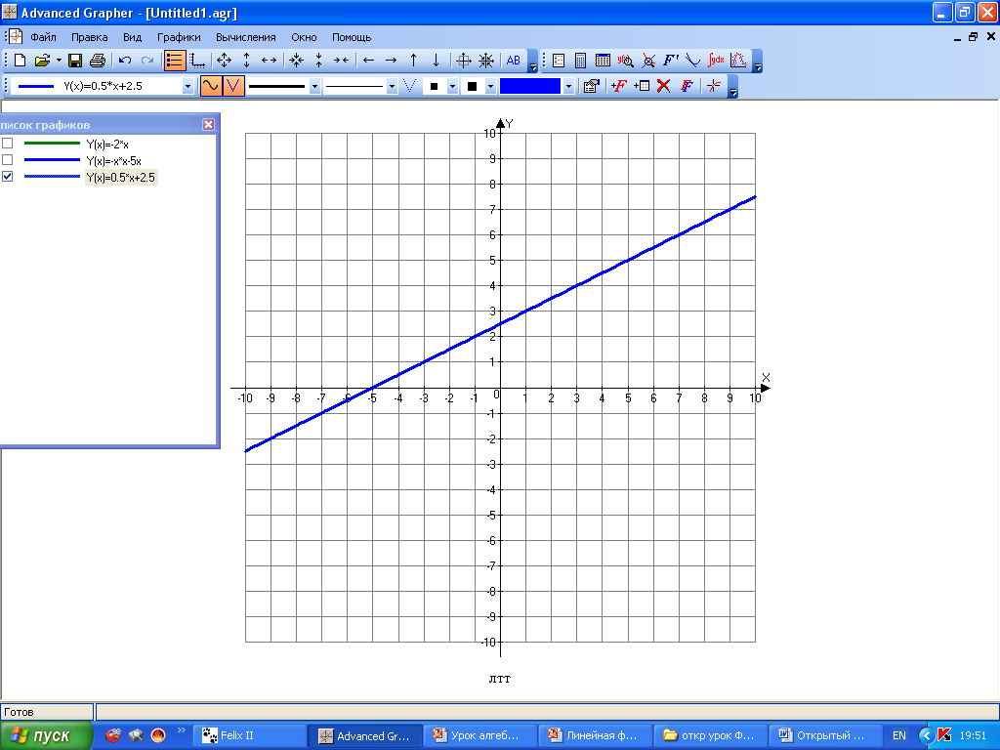 Advanced Grapher - [Untitled1.agr]
Файл Правка Вид Графики Вычисления Окно Помощь
AB F' ∫ydx
Y(x)=0.5*x+2.5 +F F
писок графиков
Y(x)=-2*x
Y(x)=-x*x-5x
Y(x)=0.5*x+2.5
Y
10
9
8
7
6
5
4
3
2
1
X
-10 -9 -8 -7 -6 -5 -4 -3 -2 -1 0 1 2 3 4 5 6 7 8 9 10
-1
-2
-3
-4
-5
-6
-7
-8
-9
-10
лтт
Готов
пуск Felix II Advanced Gr... Урок алгеб... Линейная ф... откр урок Ф... Открытый ... EN 19:51